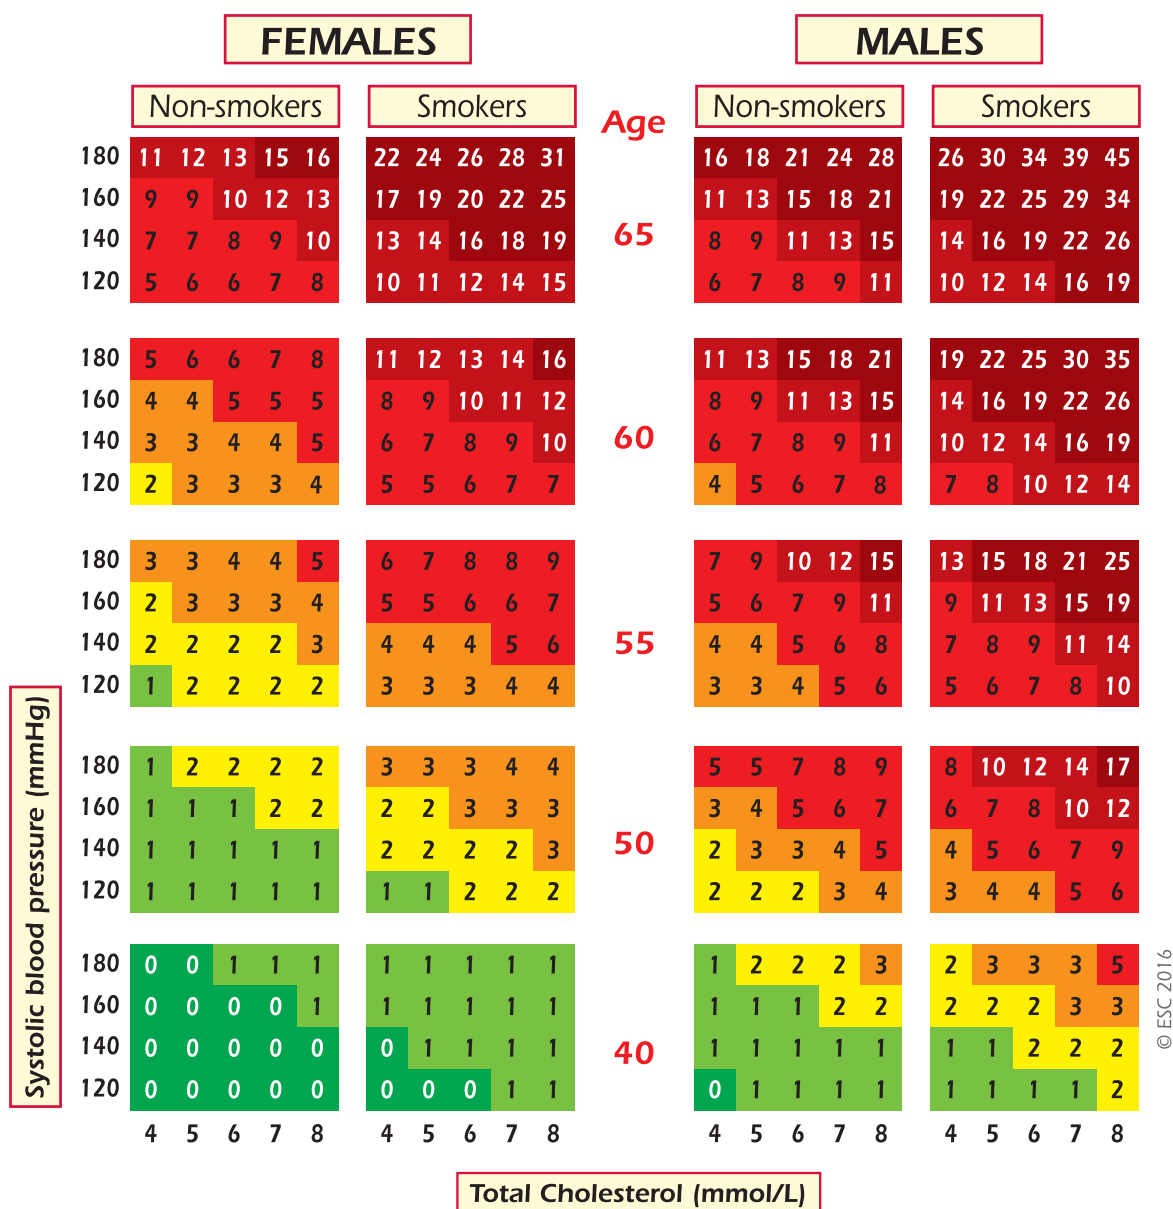 FEMALES MALES
Non-smokers Smokers Age Non-smokers Smokers
180 11 12 13 15 16 22 24 26 28 31 16 18 21 24 28 26 30 34 39 45
160 9 9 10 12 13 17 19 20 22 25 11 13 15 18 21 19 22 25 29 34
65
140 7 7 8 9 10 13 14 16 18 19 8 9 11 13 15 14 16 19 22 26
120 5 6 6 7 8 10 11 12 14 15 6 7 8 9 11 10 12 14 16 19
180 5 6 6 7 8 11 12 13 14 16 11 13 15 18 21 19 22 25 30 35
160 4 4 5 5 5 8 9 10 11 12 8 9 11 13 15 14 16 19 22 26
60
140 3 3 4 4 5 6 7 8 9 10 6 7 8 9 11 10 12 14 16 19
120 2 3 3 3 4 5 5 6 7 7 4 5 6 7 8 7 8 10 12 14
180 3 3 4 4 5 6 7 8 8 9 7 9 10 12 15 13 15 18 21 25
160 2 3 3 3 4 5 5 6 6 7 5 6 7 9 11 9 11 13 15 19
55
140 2 2 2 2 3 4 4 4 5 6 4 4 5 6 8 7 8 9 11 14
120 1 2 2 2 2 3 3 3 4 4 3 3 4 5 6 5 6 7 8 10
180 1 2 2 2 2 3 3 3 4 4 5 5 7 8 9 8 10 12 14 17
160 1 1 1 2 2 2 2 3 3 3 3 4 5 6 7 6 7 8 10 12
50
140 1 1 1 1 1 2 2 2 2 3 2 3 3 4 5 4 5 6 7 9
120 1 1 1 1 1 1 1 2 2 2 2 2 2 3 4 3 4 4 5 6
180 0 0 1 1 1 1 1 1 1 1 1 2 2 2 3 2 3 3 3 5
160 0 0 0 0 1 1 1 1 1 1 1 1 1 2 2 2 2 2 3 3
40
140 0 0 0 0 0 0 1 1 1 1 1 1 1 1 1 1 1 2 2 2
120 0 0 0 0 0 0 0 0 1 1 0 1 1 1 1 1 1 1 1 2
4 5 6 7 8 4 5 6 7 8 4 5 6 7 8 4 5 6 7 8
Systolic blood pressure (mmHg)
Total Cholesterol (mmol/L)
© ESC 2016